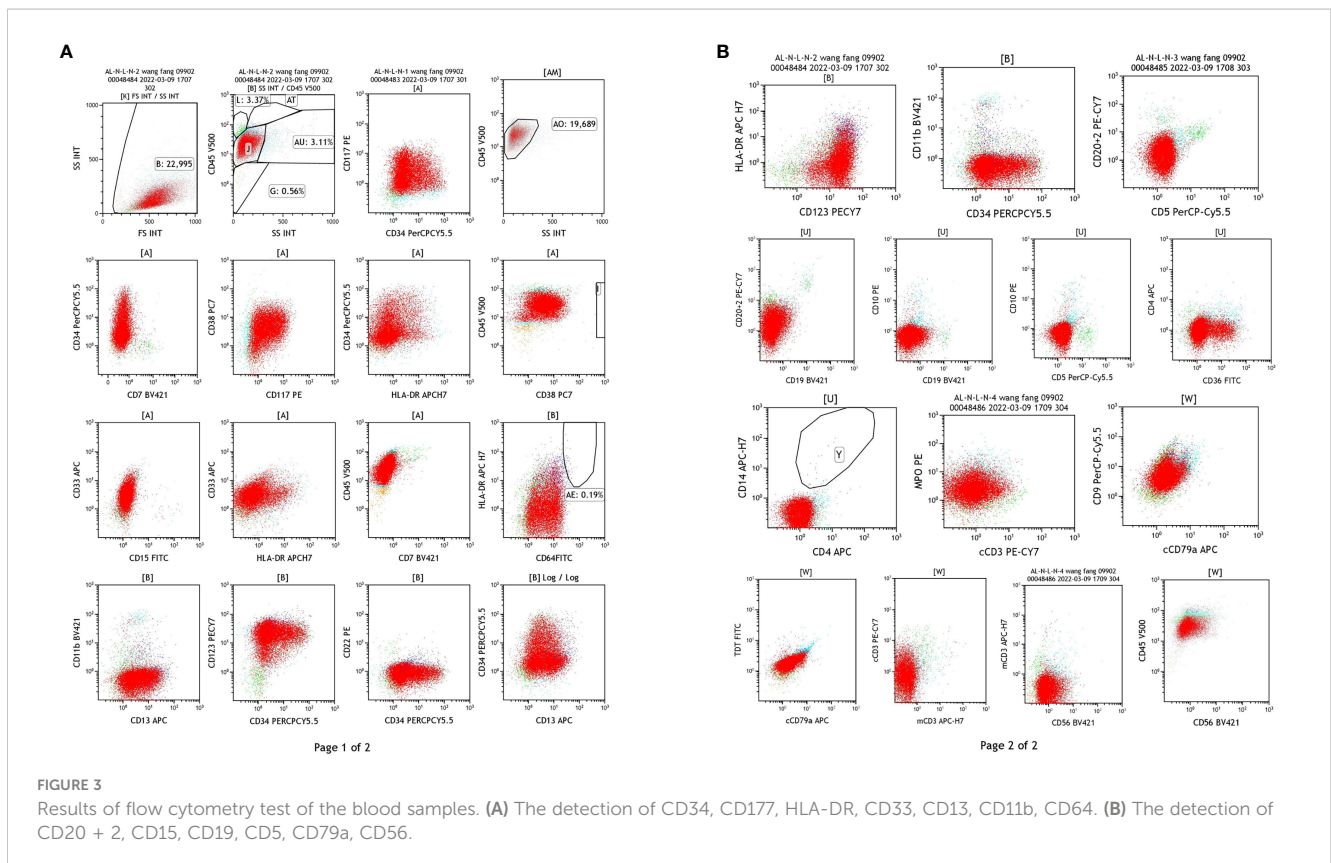 A
AL-N-L-N-2 wang fang 09902
00048484 2022-03-09 1707
302
[K] FS INT / SS INT
SS INT
1000
500
0
B: 22,995
0
500
1000
FS INT
AL-N-L-N-2 wang fang 09902
00048484 2022-03-09 1707 302
[B] SS INT / CD45 V500
CD45 V500
L: 3.37%
AT
J
AU: 3.11%
G: 0.56%
0
500
1000
SS INT
AL-N-L-N-1 wang fang 09902
00048483 2022-03-09 1707 301
[A]
CD117 PE
CD34 PerCPCY5.5
[AM]
CD45 V500
AO: 19,689
0
500
1000
SS INT
[A]
CD34 PerCPCY5.5
CD7 BV421
[A]
CD38 PC7
CD117 PE
[A]
CD34 PerCPCY5.5
HLA-DR APCH7
[A]
CD45 V500
CD38 PC7
[A]
CD33 APC
CD15 FITC
[A]
CD33 APC
HLA-DR APCH7
[A]
CD45 V500
CD7 BV421
[B]
HLA-DR APC H7
AE: 0.19%
CD64FITC
[B]
CD11b BV421
CD13 APC
[B]
CD123 PECY7
CD34 PERCPCY5.5
[B]
CD22 PE
CD34 PERCPCY5.5
[B] Log / Log
CD34 PERCPCY5.5
CD13 APC
Page 1 of 2
B
AL-N-L-N-2 wang fang 09902
00048484 2022-03-09 1707 302
[B]
HLA-DR APC H7
CD123 PECY7
[B]
CD11b BV421
CD34 PERCPCY5.5
AL-N-L-N-3 wang fang 09902
00048485 2022-03-09 1708 303
CD20+2 PE-CY7
CD5 PerCP-Cy5.5
[U]
CD20+2 PE-CY7
CD19 BV421
[U]
CD10 PE
CD19 BV421
[U]
CD10 PE
CD5 PerCP-Cy5.5
[U]
CD4 APC
CD36 FITC
[U]
CD14 APC-H7
Y
CD4 APC
AL-N-L-N-4 wang fang 09902
00048486 2022-03-09 1709 304
MPO PE
cCD3 PE-CY7
[W]
CD9 PerCP-Cy5.5
cCD79a APC
[W]
TDT FITC
cCD79a APC
[W]
cCD3 PE-CY7
mCD3 APC-H7
AL-N-L-N-4 wang fang 09902
00048486 2022-03-09 1709 304
mCD3 APC-H7
CD56 BV421
[W]
CD45 V500
CD56 BV421
Page 2 of 2
FIGURE 3
Results of flow cytometry test of the blood samples. (A) The detection of CD34, CD177, HLA-DR, CD33, CD13, CD11b, CD64. (B) The detection of
CD20 + 2, CD15, CD19, CD5, CD79a, CD56.